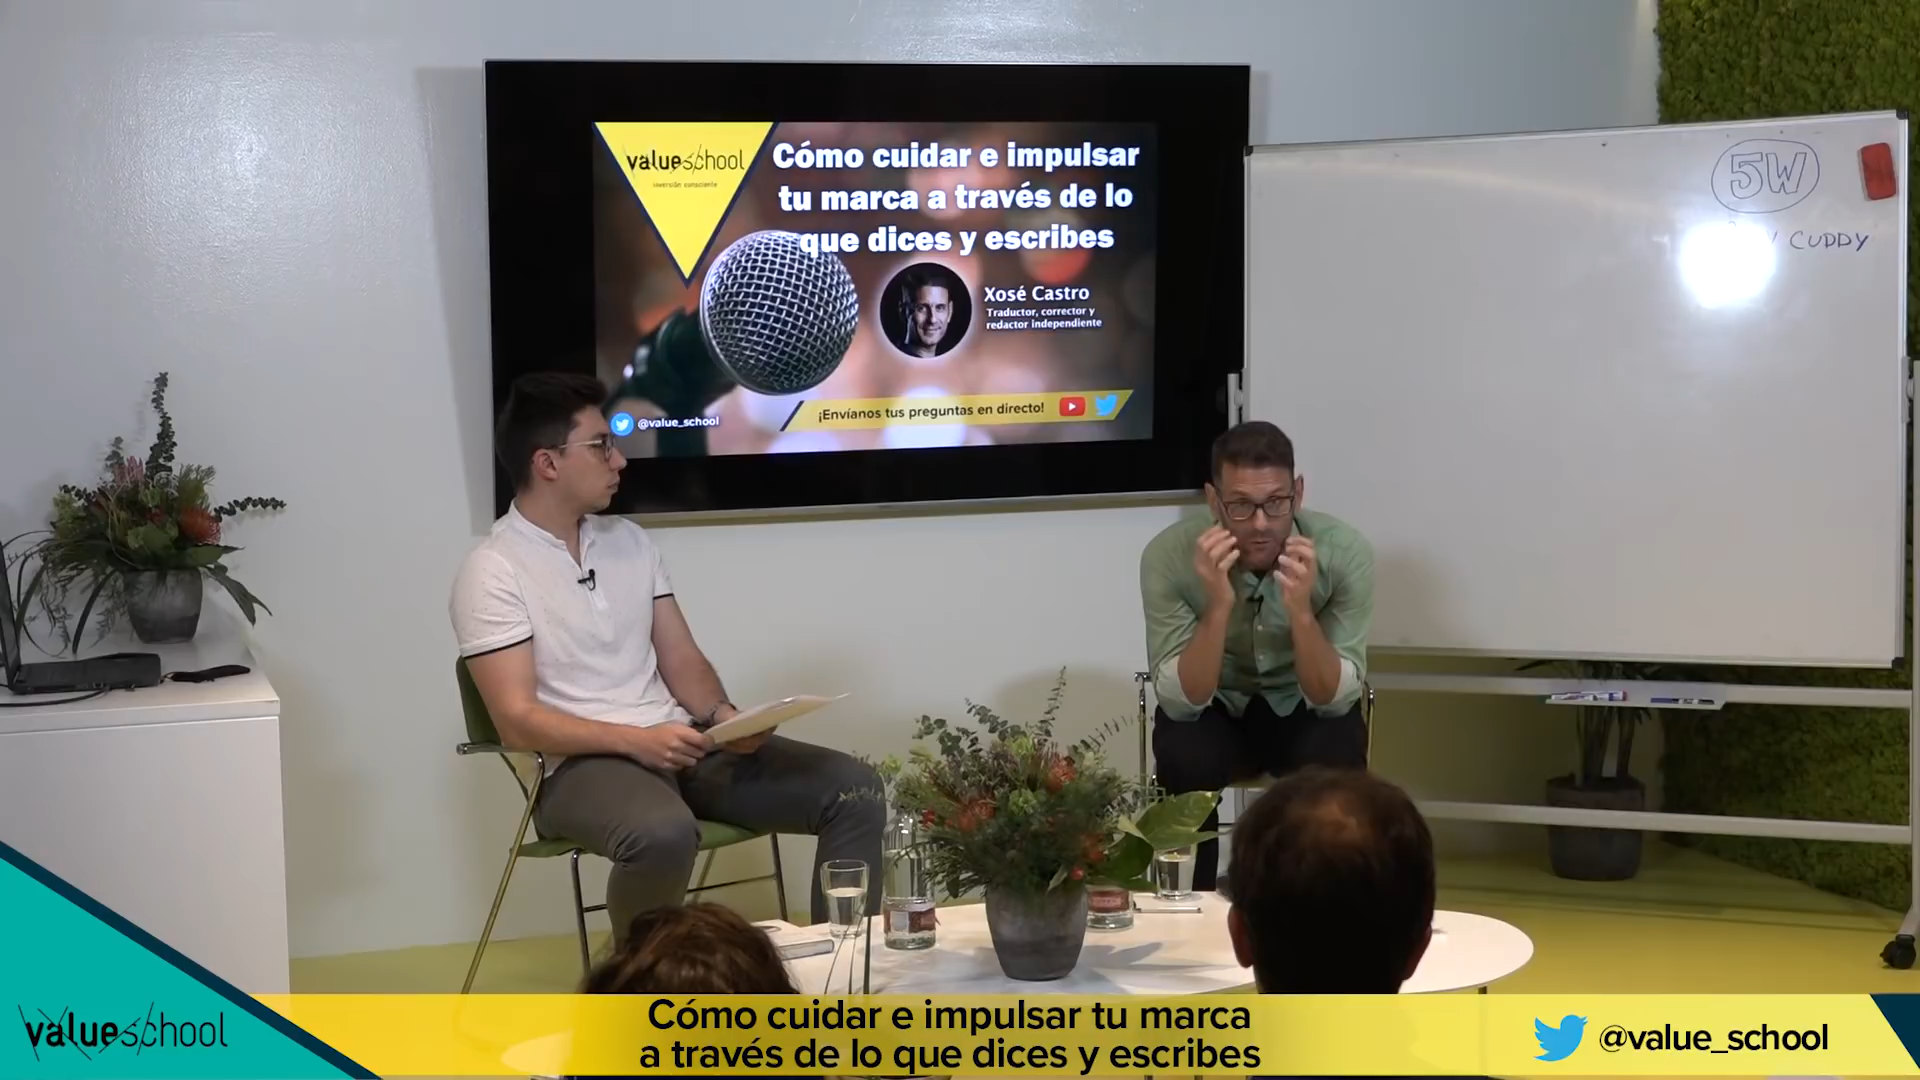 valueschool
inversión consciente
Cómo cuidar e impulsar
tu marca a través de lo
que dices y escribes
Xosé Castro
Traductor, corrector y
redactor independiente
¡Envíanos tus preguntas en directo!
@value_school
5W
CUDDY
valueschool
Cómo cuidar e impulsar tu marca
a través de lo que dices y escribes
@value_school